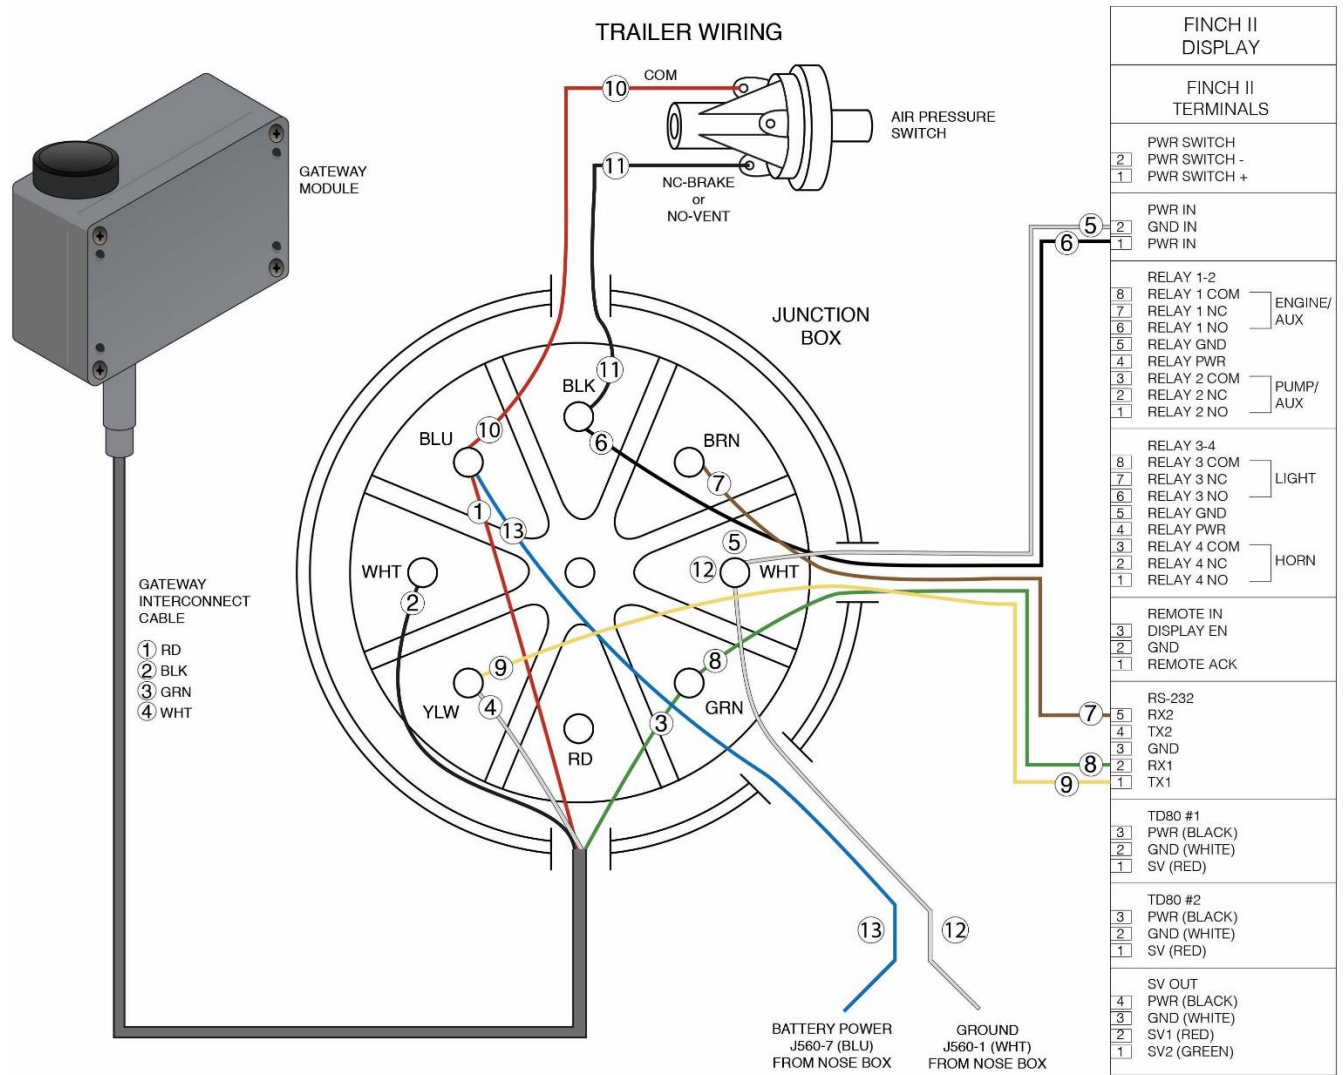 TRAILER WIRING
10
COM
AIR PRESSURE
SWITCH
11
NC-BRAKE
or
NO-VENT
GATEWAY
MODULE
JUNCTION
BOX
11
BLK
10
BLU
6
BRN
7
1
13
5
12
WHT
WHT
2
9
8
YLW
4
3
GRN
RD
GATEWAY
INTERCONNECT
CABLE
1 RD
2 BLK
3 GRN
4 WHT
13
12
BATTERY POWER
J560-7 (BLU)
FROM NOSE BOX
GROUND
J560-1 (WHT)
FROM NOSE BOX
5
6
7
8
9
FINCH II
DISPLAY
FINCH II
TERMINALS
PWR SWITCH
2 PWR SWITCH -
1 PWR SWITCH +
PWR IN
2 GND IN
1 PWR IN
RELAY 1-2
8 RELAY 1 COM
7 RELAY 1 NC
6 RELAY 1 NO
ENGINE/
AUX
5 RELAY GND
4 RELAY PWR
3 RELAY 2 COM
2 RELAY 2 NC
1 RELAY 2 NO
PUMP/
AUX
RELAY 3-4
8 RELAY 3 COM
7 RELAY 3 NC
6 RELAY 3 NO
LIGHT
5 RELAY GND
4 RELAY PWR
3 RELAY 4 COM
2 RELAY 4 NC
1 RELAY 4 NO
HORN
REMOTE IN
3 DISPLAY EN
2 GND
1 REMOTE ACK
RS-232
5 RX2
4 TX2
3 GND
2 RX1
1 TX1
TD80 #1
3 PWR (BLACK)
2 GND (WHITE)
1 SV (RED)
TD80 #2
3 PWR (BLACK)
2 GND (WHITE)
1 SV (RED)
SV OUT
4 PWR (BLACK)
3 GND (WHITE)
2 SV1 (RED)
1 SV2 (GREEN)